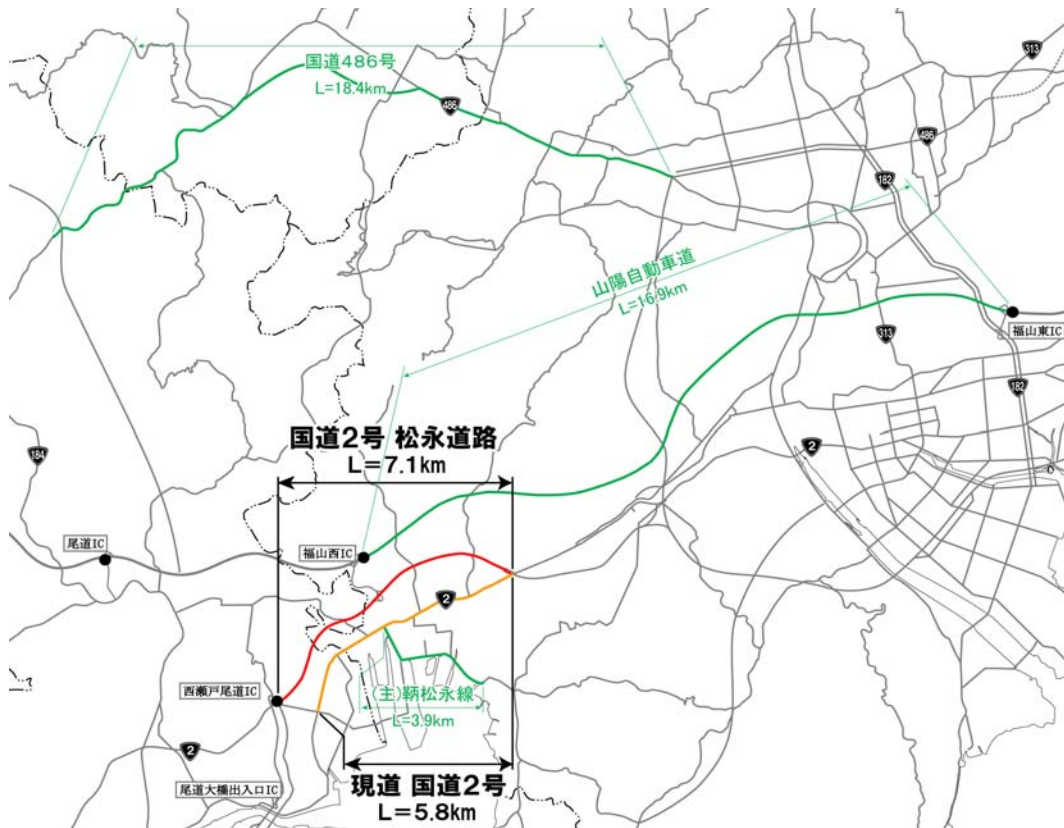 313
国道486号
L=18.4km
486
486
182
山陽自動車道
L=16.9km
福山東IC
313
182
国道2号 松永道路
L=7.1km
2
184
尾道IC
福山西IC
2
西瀬戸尾道IC
(主)鞆松永線
L=3.9km
2
現道 国道2号
L=5.8km
尾道大橋出入口IC